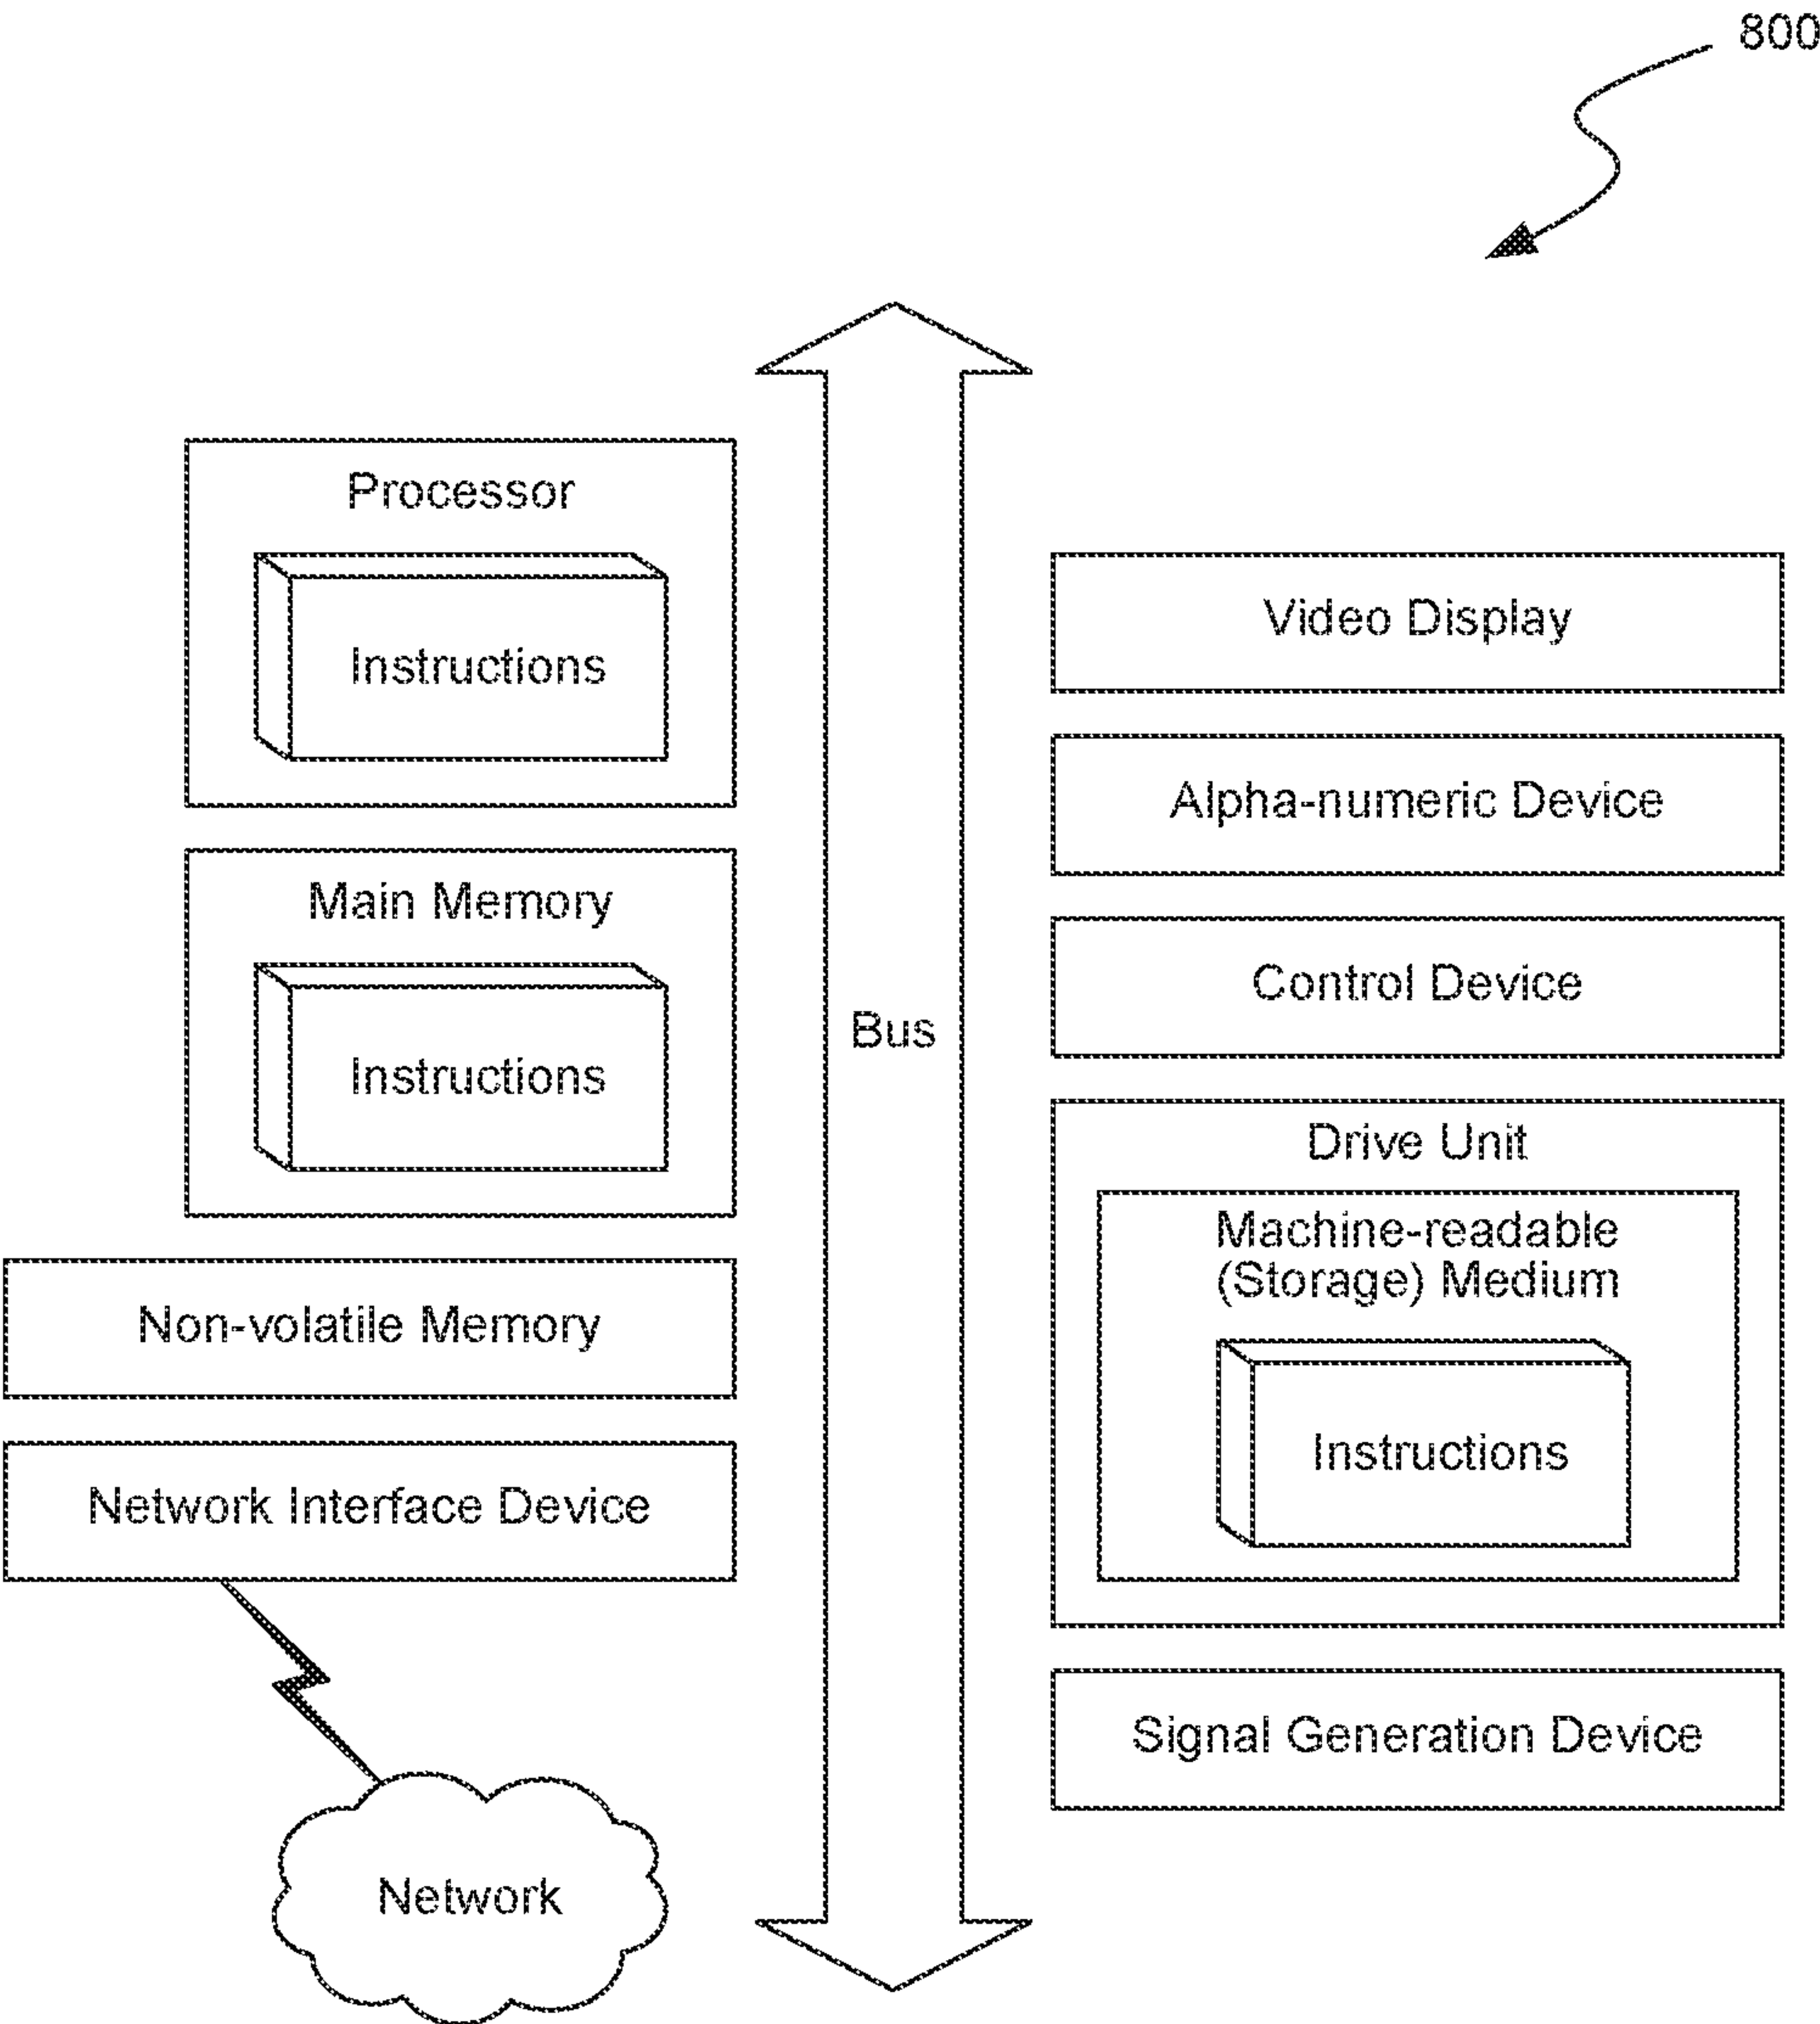 800
Processor
Instructions
Main Memory
Instructions
Non-volatile Memory
Network Interface Device
Network
Bus
Video Display
Alpha-numeric Device
Control Device
Drive Unit
Machine-readable
(Storage) Medium
Instructions
Signal Generation Device